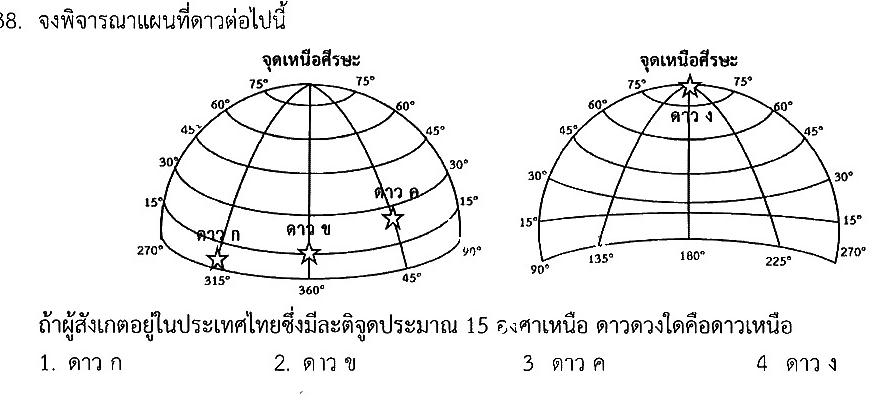 38. จงพิจารณาแผนที่ดาวต่อไปนี้
จุดเหนือศีรษะ
75° 75°
60° 60°
45° 45°
30° 30°
15° 15°
ดาว ค
ดาว ก ดาว ข
270° 90°
315° 360° 45°
จุดเหนือศีรษะ
75° 75°
ดาว ง
60° 60°
45° 45°
30° 30°
15° 15°
90° 135° 180° 225° 270°
ถ้าผู้สังเกตอยู่ในประเทศไทยซึ่งมีละติจูดประมาณ 15 องศาเหนือ ดาวดวงใดคือดาวเหนือ
1. ดาว ก 2. ดาว ข 3 ดาว ค 4 ดาว ง